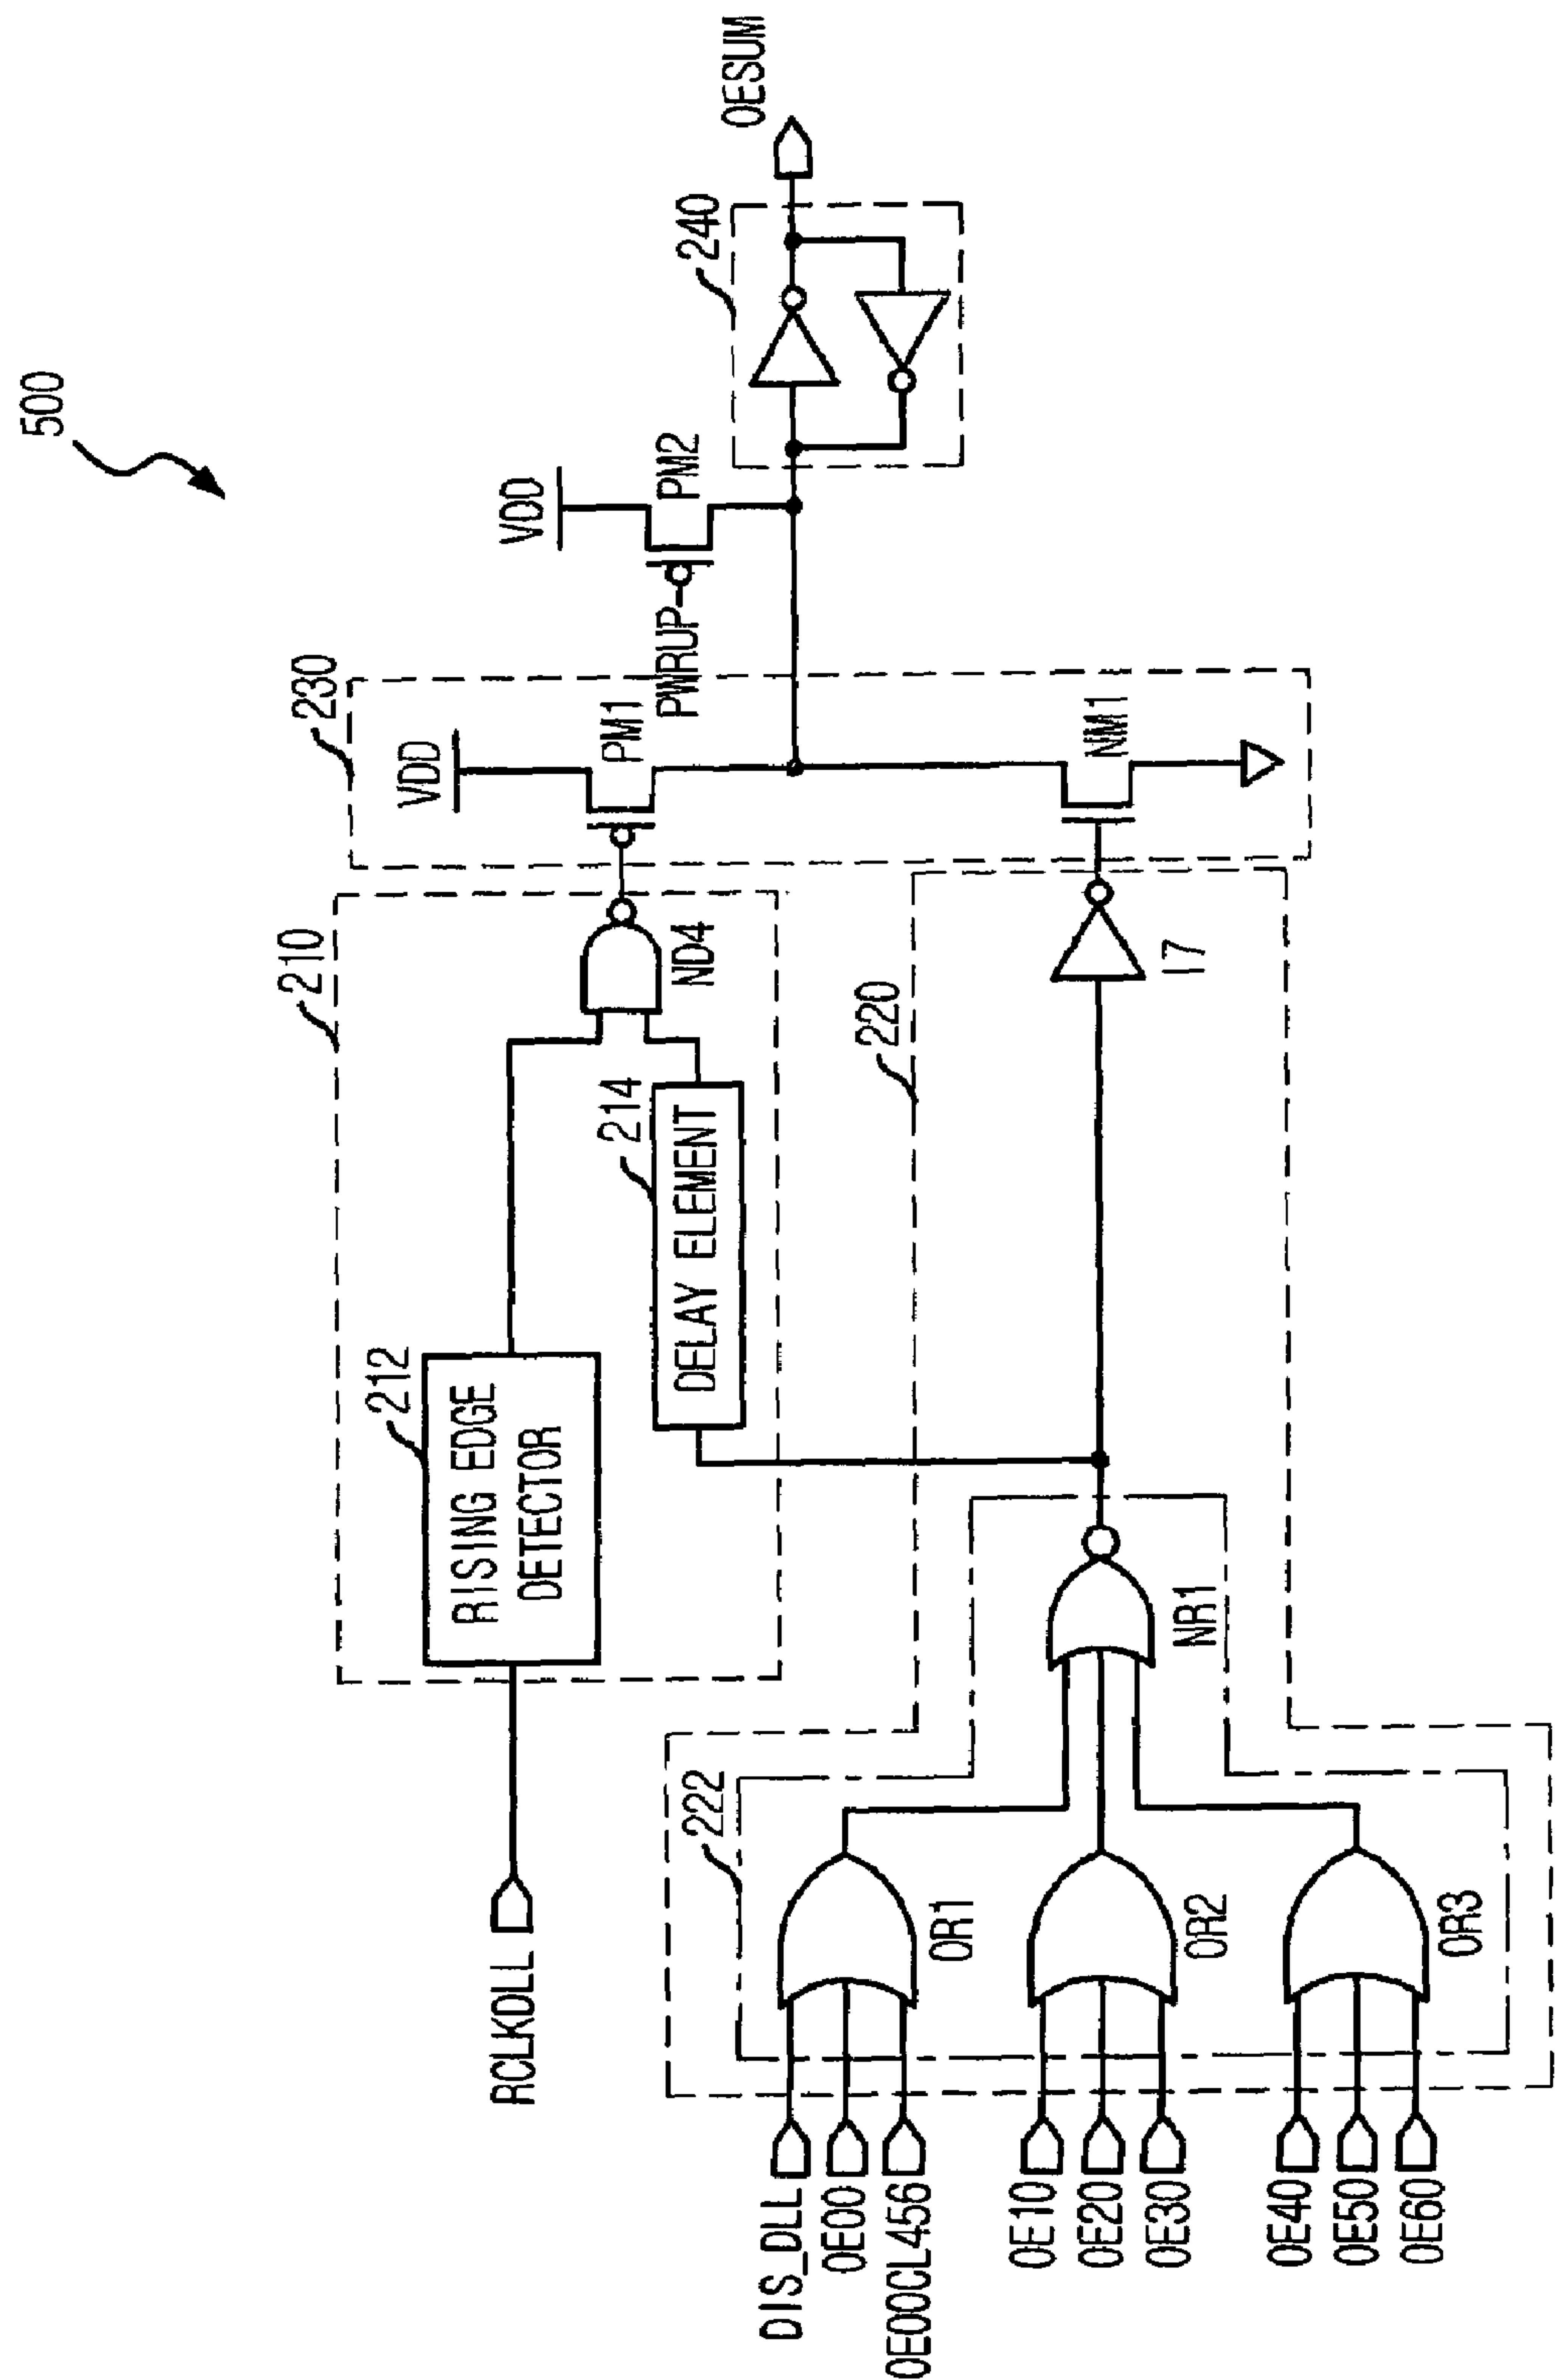 500
RCLKDLL
212
RISING EDGE
DETECTOR
210
214
DELAY ELEMENT
ND4
230
VDD
PM1
PWRUP
VDD
PM2
240
OESUM
DIS_DLL
OE00
OE00CL456
222
OR1
OE10
OE20
OE30
OR2
OE40
OE50
OE60
OR3
NR1
220
I7
NM1